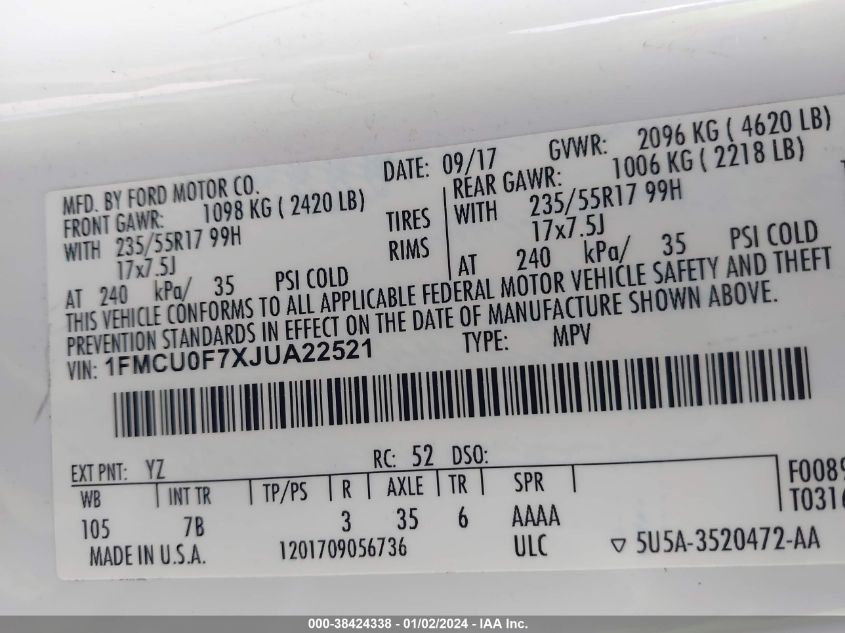 MFD. BY FORD MOTOR CO. DATE: 09/17 GVWR: 2096 KG ( 4620 LB)
FRONT GAWR: 1098 KG ( 2420 LB) REAR GAWR: 1006 KG ( 2218 LB)
WITH 235/55R17 99H TIRES WITH 235/55R17 99H
17x7.5J RIMS 17x7.5J
AT 240 kPa/ 35 PSI COLD AT 240 kPa/ 35 PSI COLD
THIS VEHICLE CONFORMS TO ALL APPLICABLE FEDERAL MOTOR VEHICLE SAFETY AND THEFT
PREVENTION STANDARDS IN EFFECT ON THE DATE OF MANUFACTURE SHOWN ABOVE.
VIN: 1FMCU0F7XJUA22521 TYPE: MPV
EXT PNT: YZ RC: 52 DSO:
WB INT TR TP/PS R AXLE TR SPR F0089
105 7B 3 35 6 AAAA T0316
MADE IN U.S.A. 1201709056736 ULC ▽ 5U5A-3520472-AA
000-38424338 - 01/02/2024 - IAA Inc.